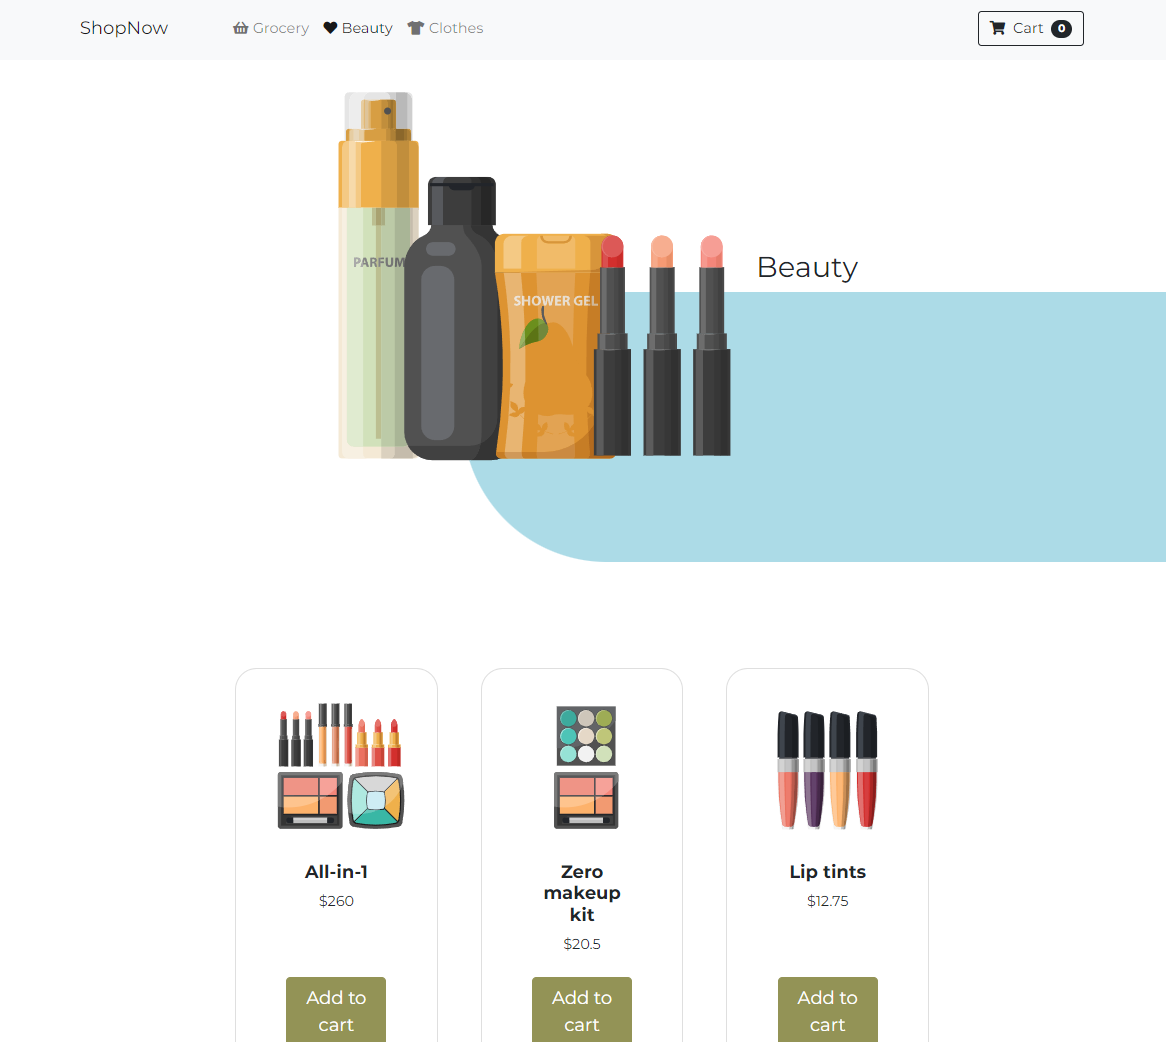 ShopNow Grocery Beauty Clothes Cart 0
PARFUM
SHOWER GEL
Beauty
All-in-1
$260
Add to
cart
Zero
makeup
kit
$20.5
Add to
cart
Lip tints
$12.75
Add to
cart